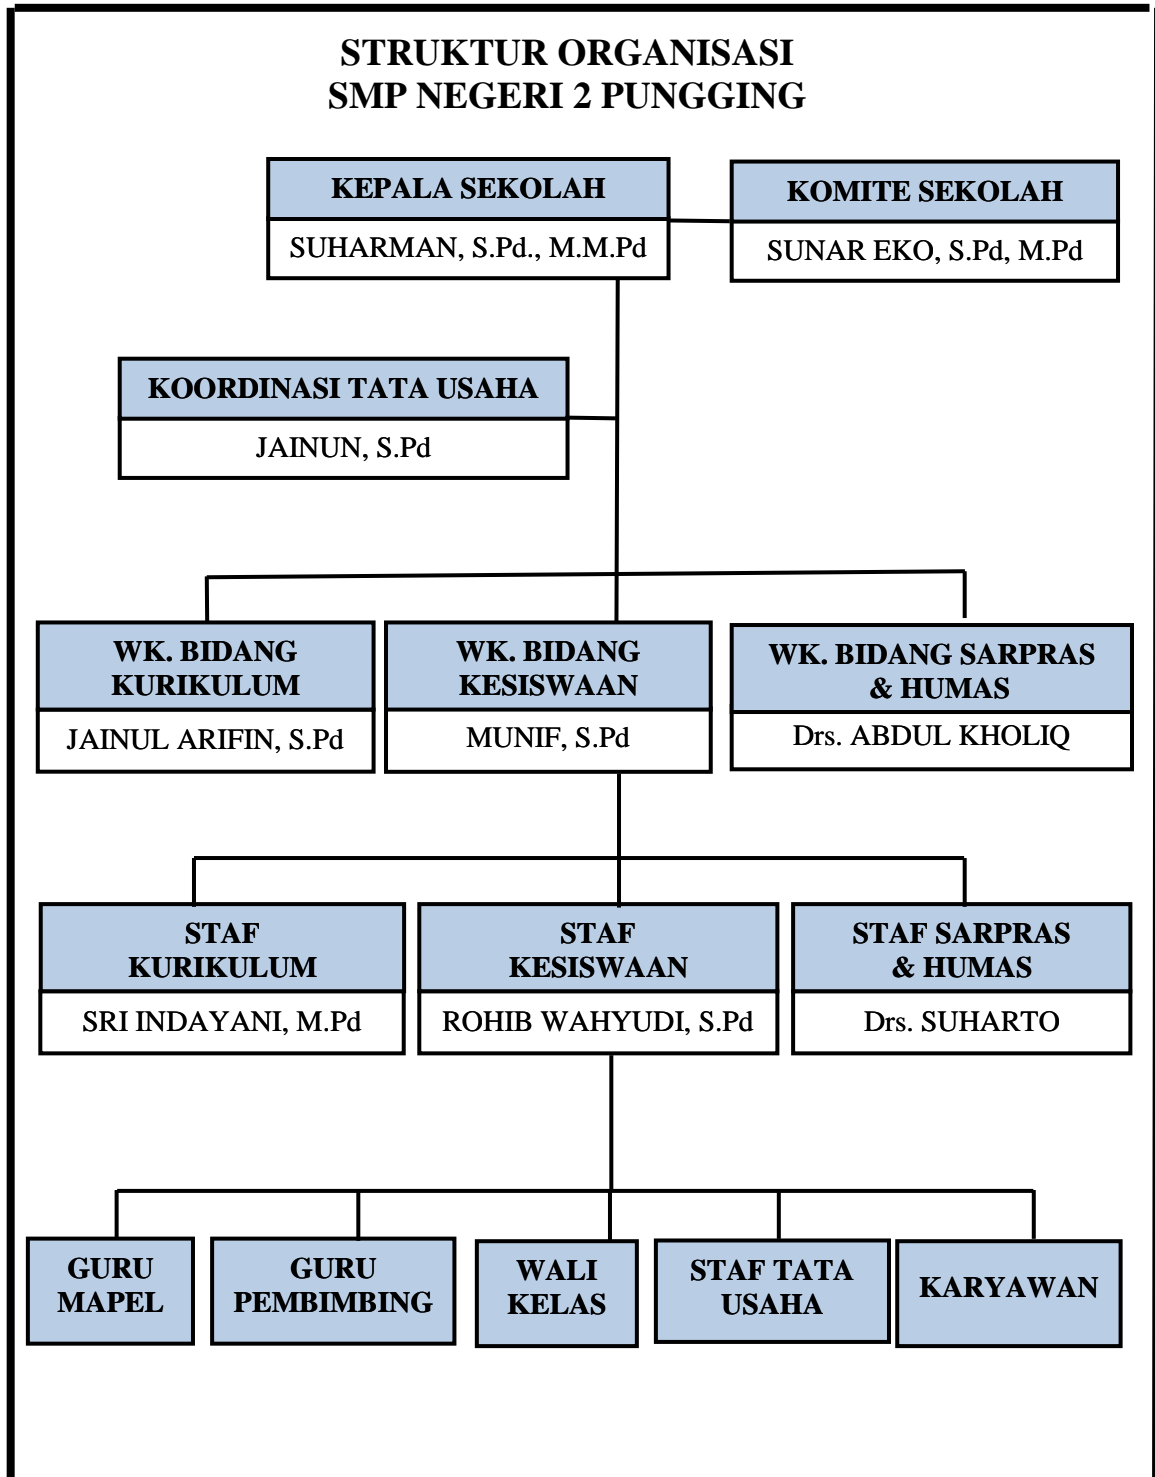 STRUKTUR ORGANISASI
SMP NEGERI 2 PUNGGING
KEPALA SEKOLAH
SUHARMAN, S.Pd., M.M.Pd
KOMITE SEKOLAH
SUNAR EKO, S.Pd, M.Pd
KOORDINASI TATA USAHA
JAINUN, S.Pd
WK. BIDANG
KURIKULUM
JAINUL ARIFIN, S.Pd
WK. BIDANG
KESISWAAN
MUNIF, S.Pd
WK. BIDANG SARPRAS
& HUMAS
Drs. ABDUL KHOLIQ
STAF
KURIKULUM
SRI INDAYANI, M.Pd
STAF
KESISWAAN
ROHIB WAHYUDI, S.Pd
STAF SARPRAS
& HUMAS
Drs. SUHARTO
GURU
MAPEL
GURU
PEMBIMBING
WALI
KELAS
STAF TATA
USAHA
KARYAWAN